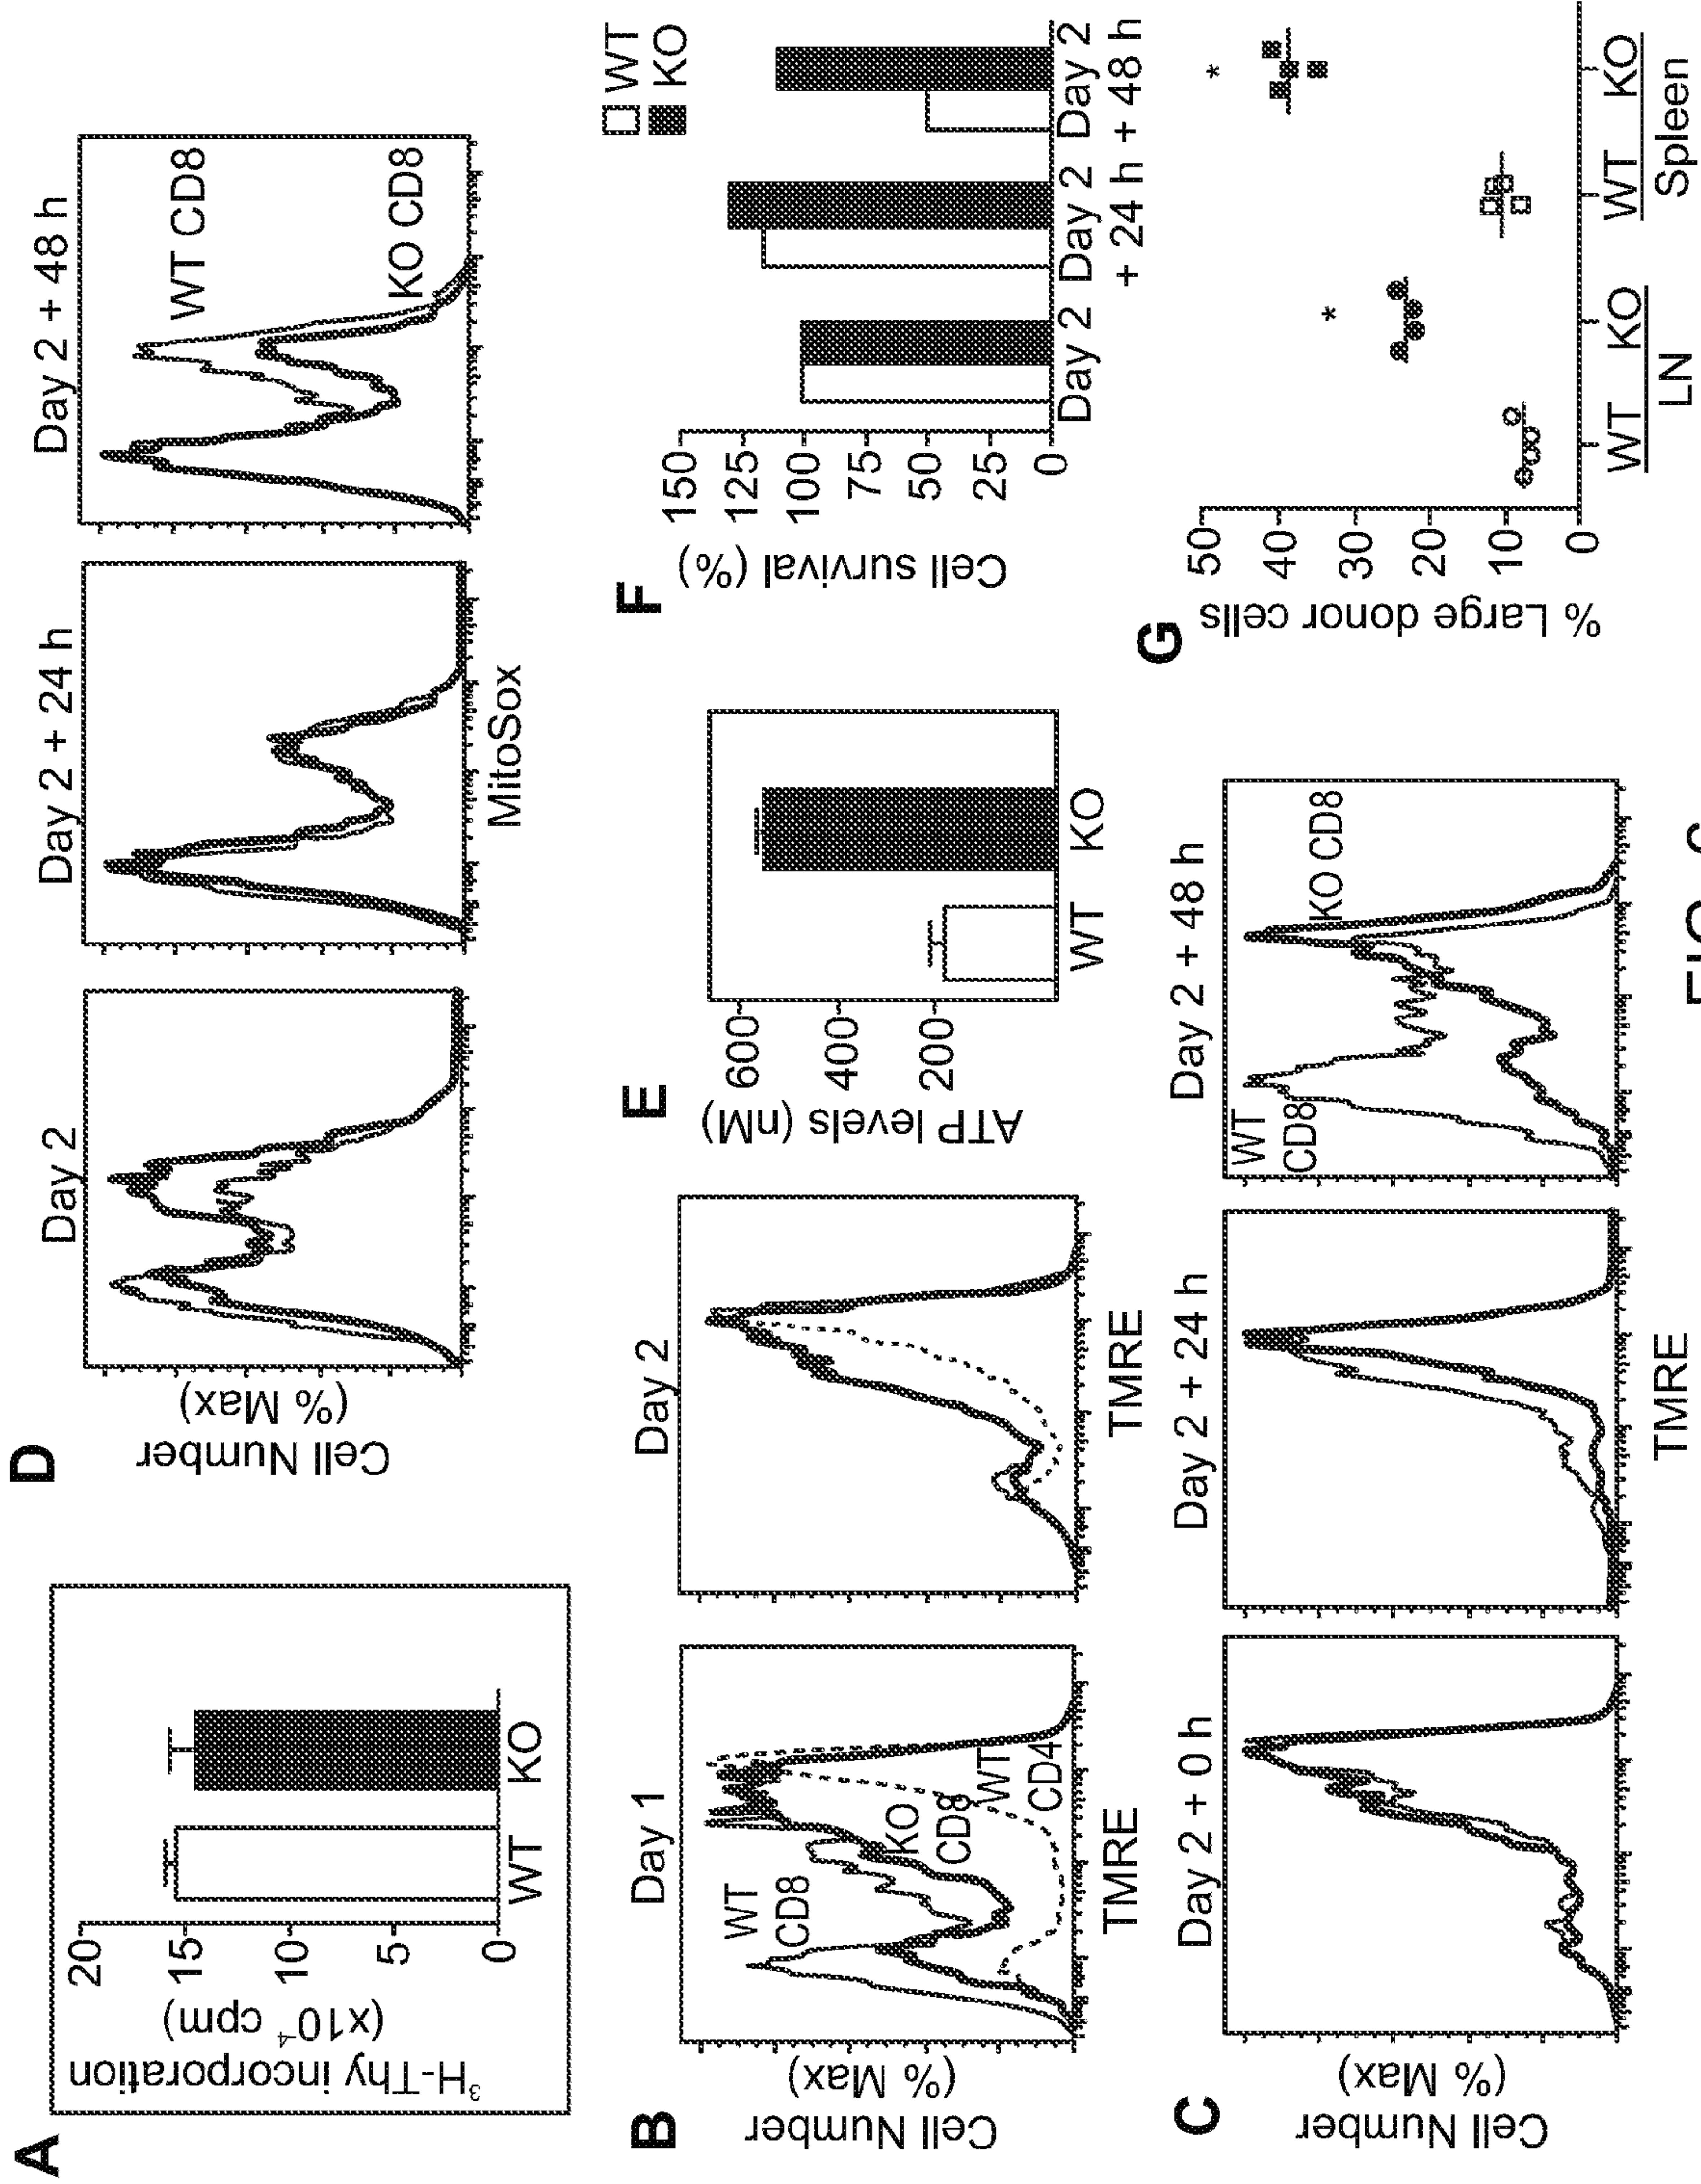 A
³H-Thy incorporation
(x10⁻⁴ cpm)
20
15
10
5
0
WT
KO
B
Cell Number
(% Max)
Day 1
WT
CD8
KO
CD8
WT
CD4
TMRE
Day 2
TMRE
C
Cell Number
(% Max)
Day 2 + 0 h
Day 2 + 24 h
TMRE
Day 2 + 48 h
WT
CD8
KO CD8
D
Cell Number
(% Max)
Day 2
Day 2 + 24 h
MitoSox
Day 2 + 48 h
WT CD8
KO CD8
E
ATP levels (nM)
600
400
200
WT
KO
F
Cell survival (%)
150
125
100
75
50
25
0
WT
KO
Day 2 Day 2 Day 2
+ 24 h + 48 h
G
% Large donor cells
50
40
30
20
10
0
*
*
WT KO WT KO
LN Spleen